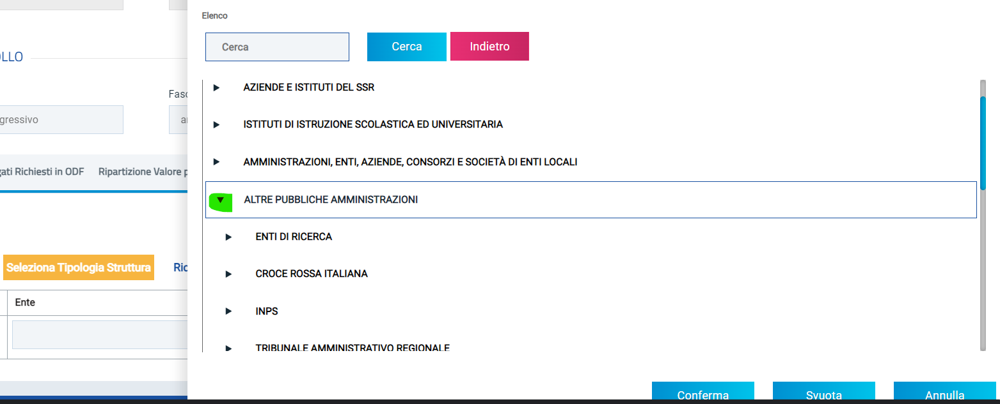 Elenco
Cerca
Cerca
Indietro
OLLO
AZIENDE E ISTITUTI DEL SSR
Fasc
gressivo
ISTITUTI DI ISTRUZIONE SCOLASTICA ED UNIVERSITARIA
AMMINISTRAZIONI, ENTI, AZIENDE, CONSORZI E SOCIETÀ DI ENTI LOCALI
gati Richiesti in ODF
Ripartizione Valore p
ALTRE PUBBLICHE AMMINISTRAZIONI
ENTI DI RICERCA
Seleziona Tipologia Struttura
Ric
CROCE ROSSA ITALIANA
Ente
INPS
TRIBUNALE AMMINISTRATIVO REGIONALE
Conferma
Svuota
Annulla